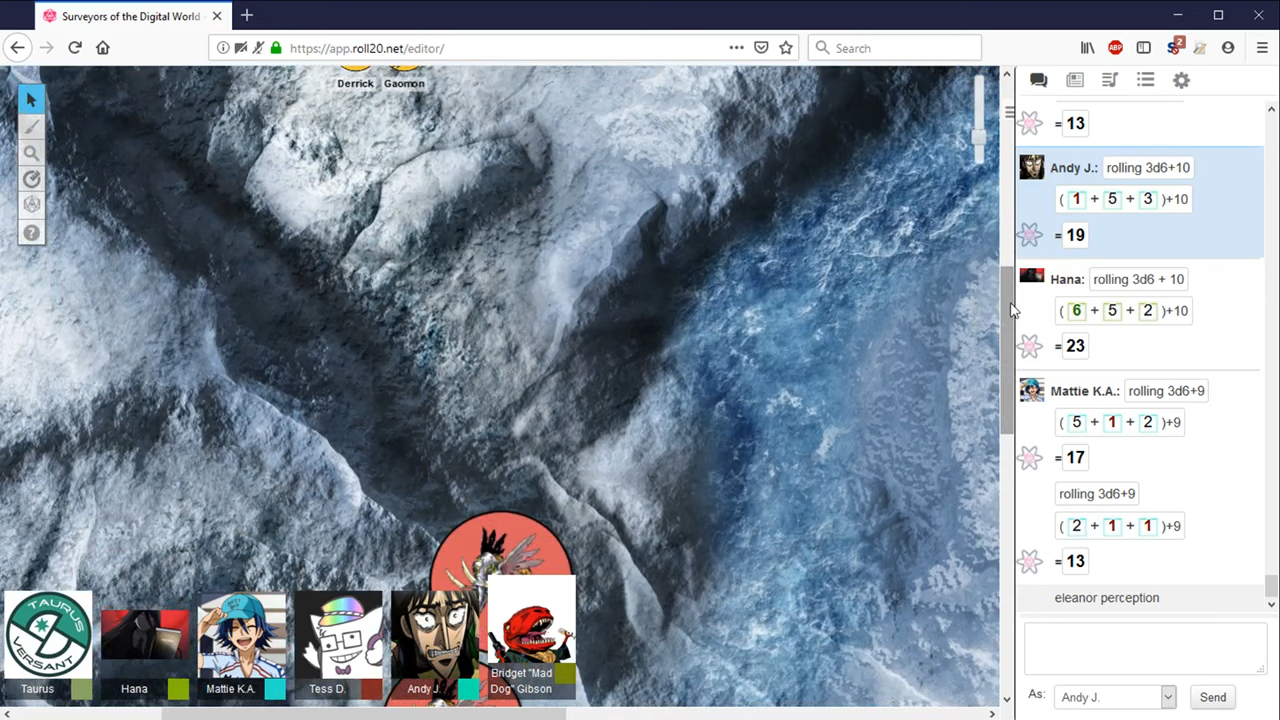 Surveyors of the Digital World
https://app.roll20.net/editor/
Search
ABP
2
Derrick
Gaomon
= 13
Andy J.: rolling 3d6+10
( 1 + 5 + 3 )+10
= 19
Hana: rolling 3d6 + 10
( 6 + 5 + 2 )+10
= 23
Mattie K.A.: rolling 3d6+9
( 5 + 1 + 2 )+9
= 17
rolling 3d6+9
( 2 + 1 + 1 )+9
= 13
eleanor perception
TAURUS
VERSANT
Taurus
Hana
Mattie K.A.
Tess D.
Andy J.
Bridget "Mad
Dog" Gibson
As: Andy J.
Send